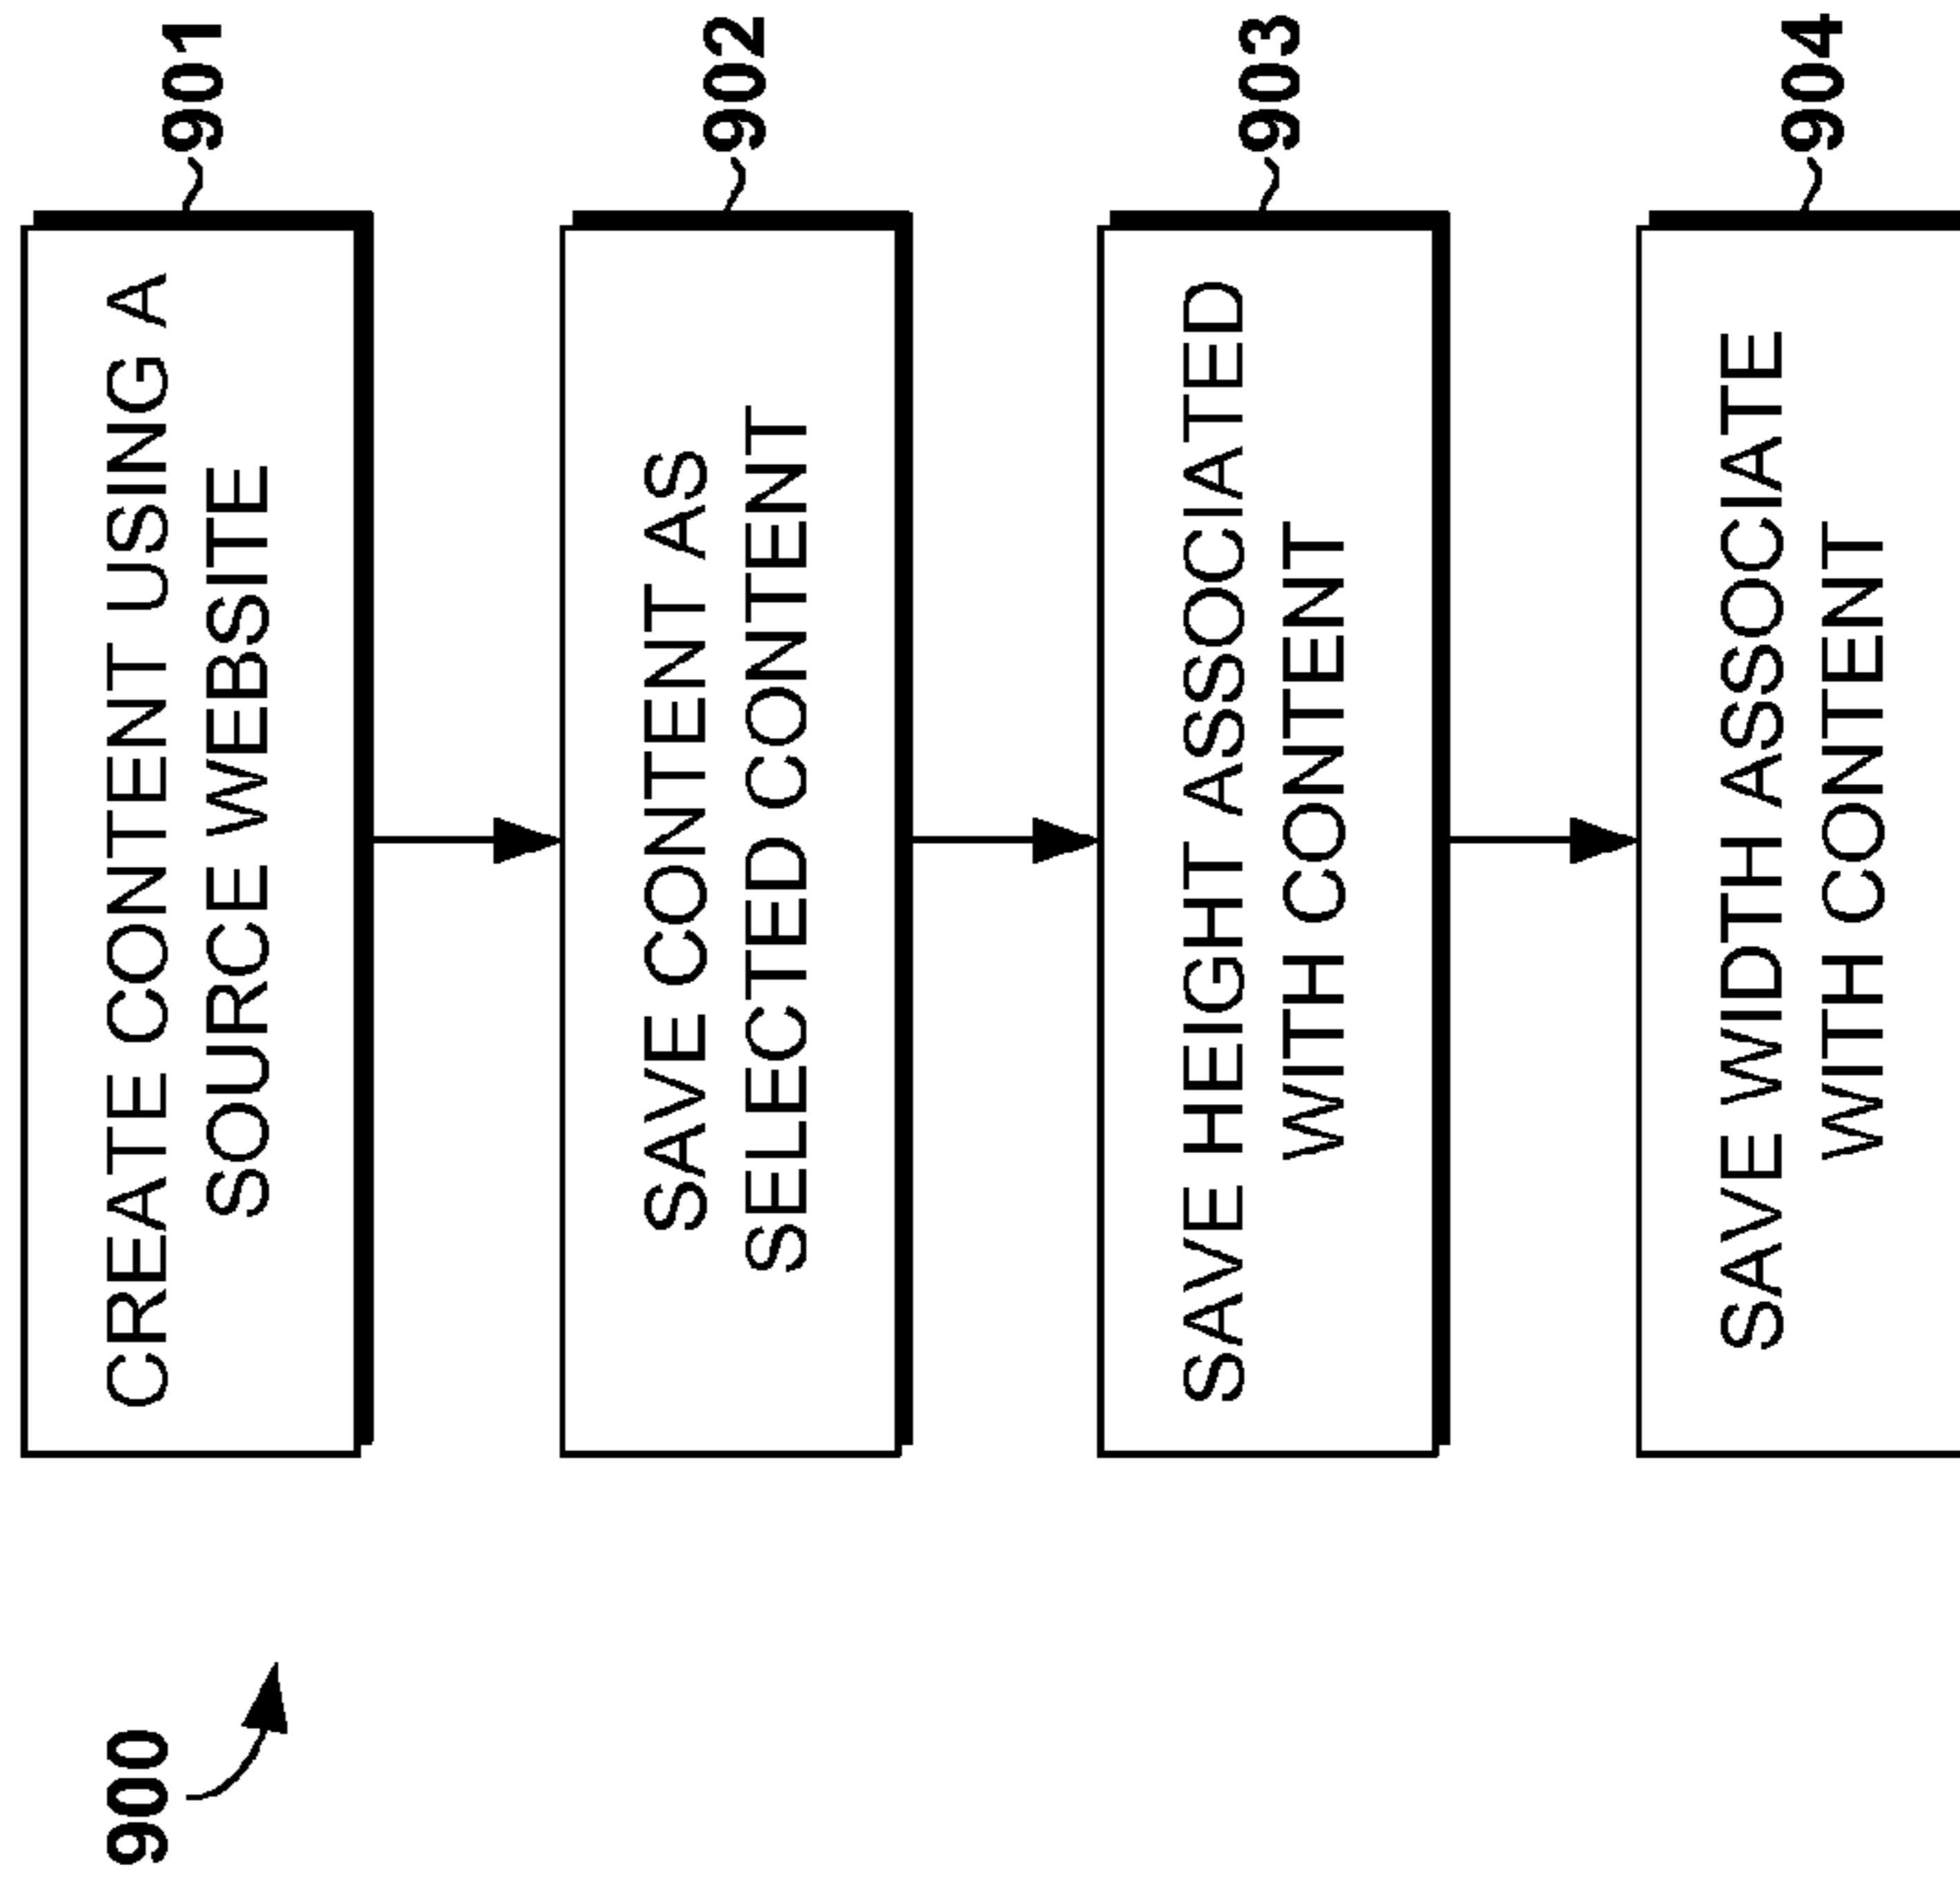 900
CREATE CONTENT USING A
SOURCE WEBSITE
901
SAVE CONTENT AS
SELECTED CONTENT
902
SAVE HEIGHT ASSOCIATED
WITH CONTENT
903
SAVE WIDTH ASSOCIATE
WITH CONTENT
904